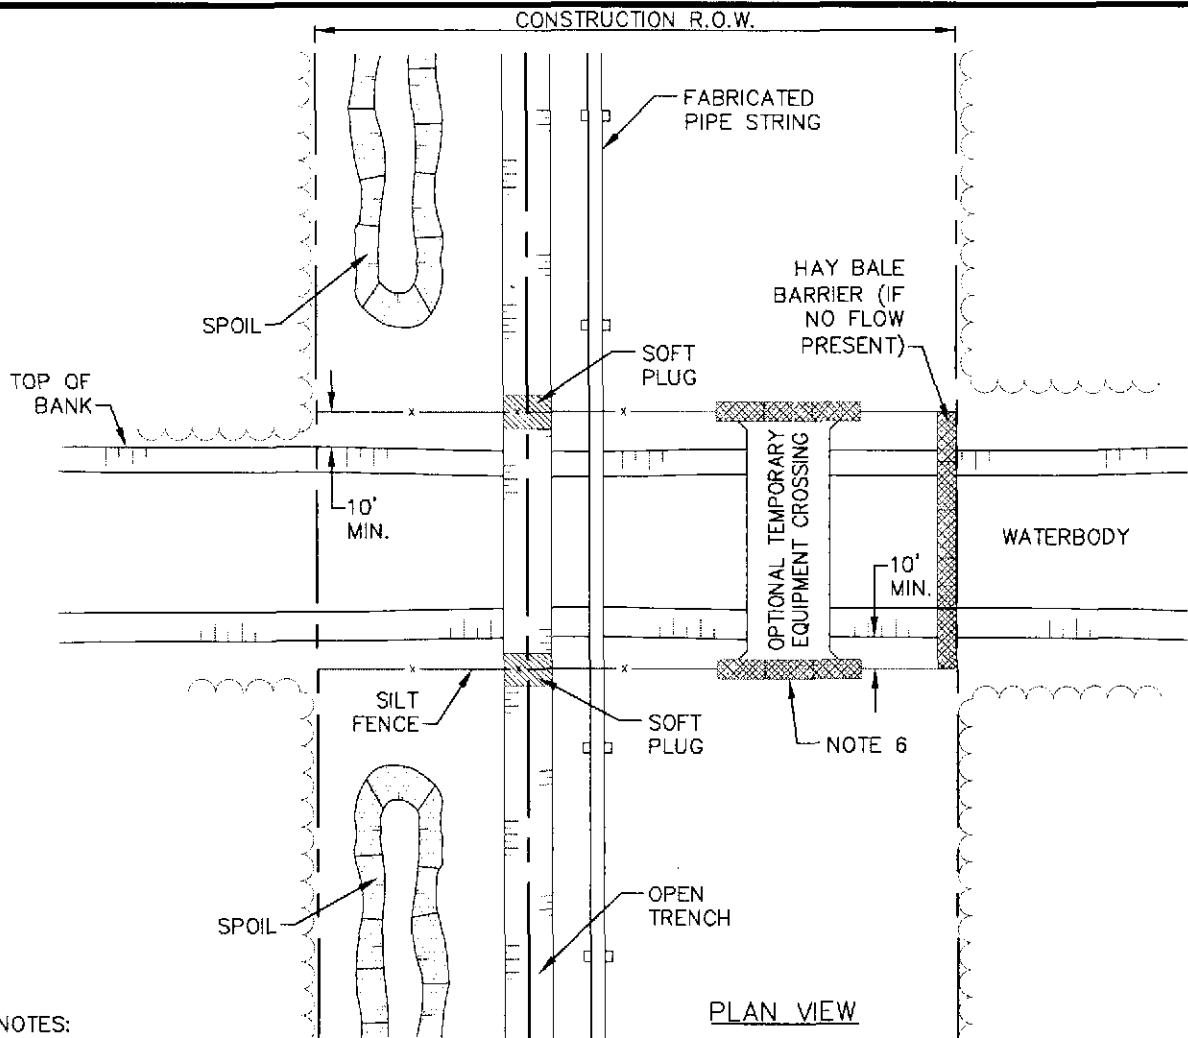 CONSTRUCTION R.O.W.
FABRICATED
PIPE STRING
HAY BALE
BARRIER (IF
NO FLOW
PRESENT)
SPOIL
SOFT
PLUG
TOP OF
BANK
10'
MIN.
OPTIONAL TEMPORARY
EQUIPMENT CROSSING
WATERBODY
10'
MIN.
SILT
FENCE
SOFT
PLUG
NOTE 6
SPOIL
OPEN
TRENCH
PLAN VIEW
NOTES: